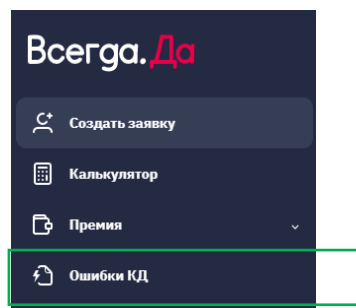 Всегда.Да
Создать заявку
Калькулятор
Премия
Ошибки КД